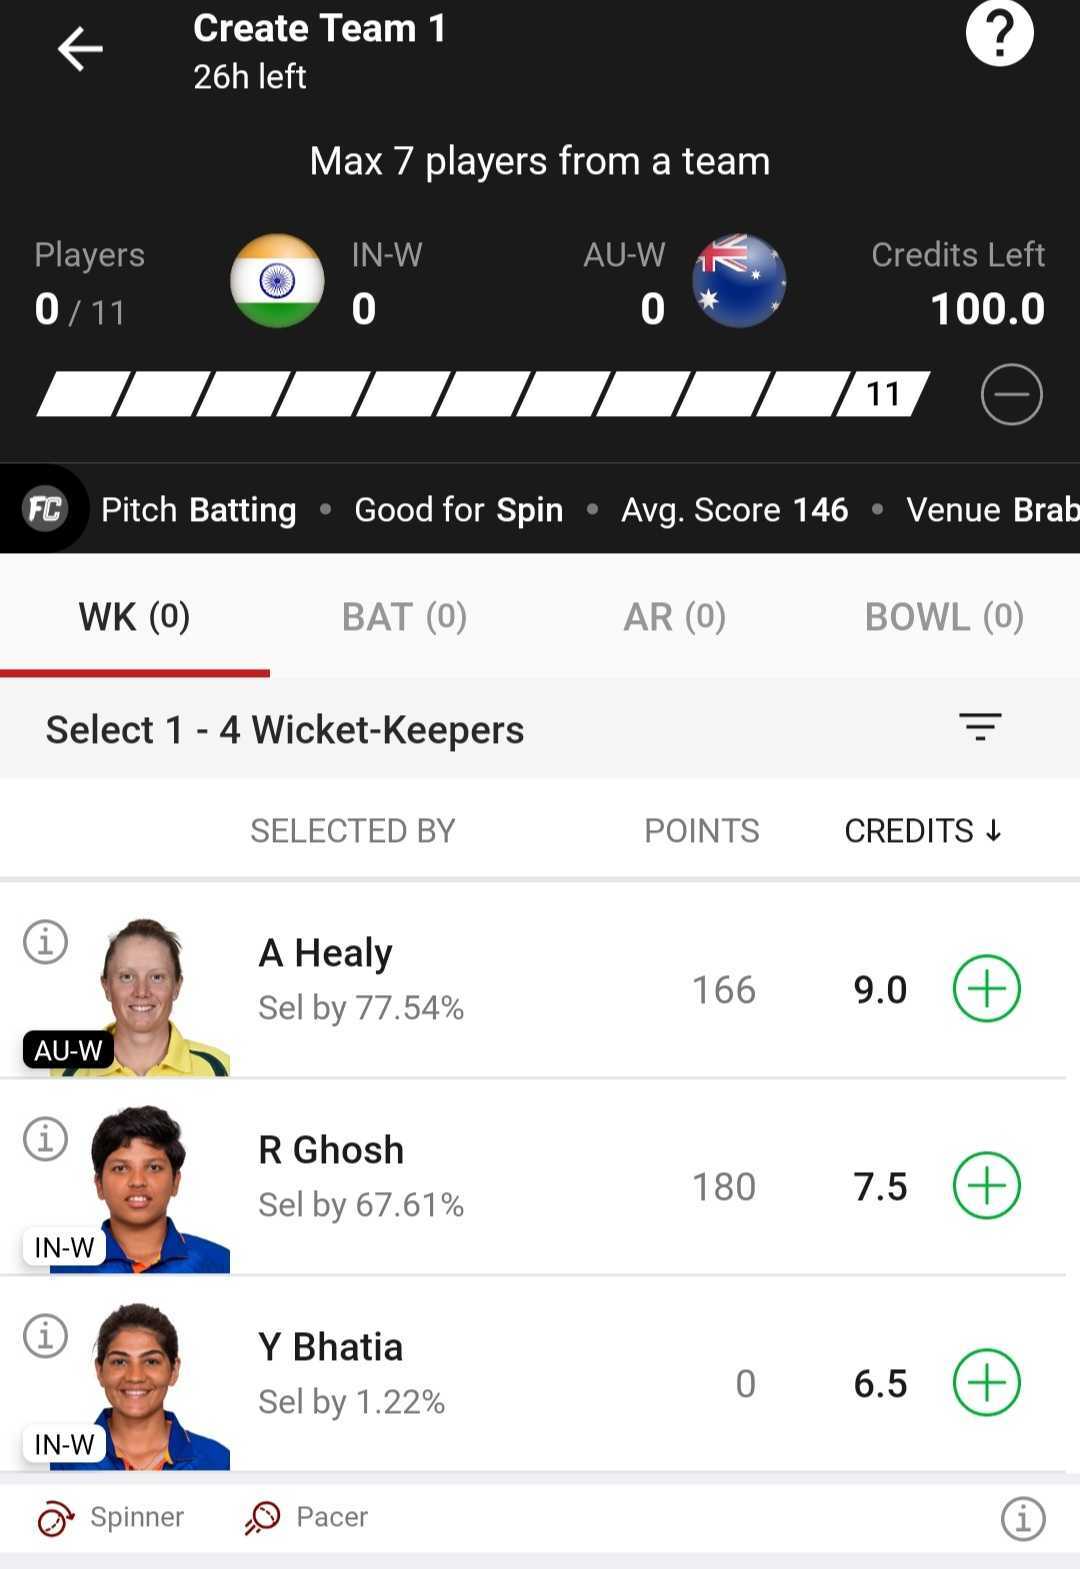 Create Team 1
26h left
?
Max 7 players from a team
Players IN-W AU-W Credits Left
0 / 11 0 0 100.0
11
FC Pitch Batting • Good for Spin • Avg. Score 146 • Venue Brab
WK (0) BAT (0) AR (0) BOWL (0)
Select 1 - 4 Wicket-Keepers
SELECTED BY POINTS CREDITS ↓
A Healy
Sel by 77.54% 166 9.0
AU-W
R Ghosh
Sel by 67.61% 180 7.5
IN-W
Y Bhatia
Sel by 1.22% 0 6.5
IN-W
Spinner Pacer